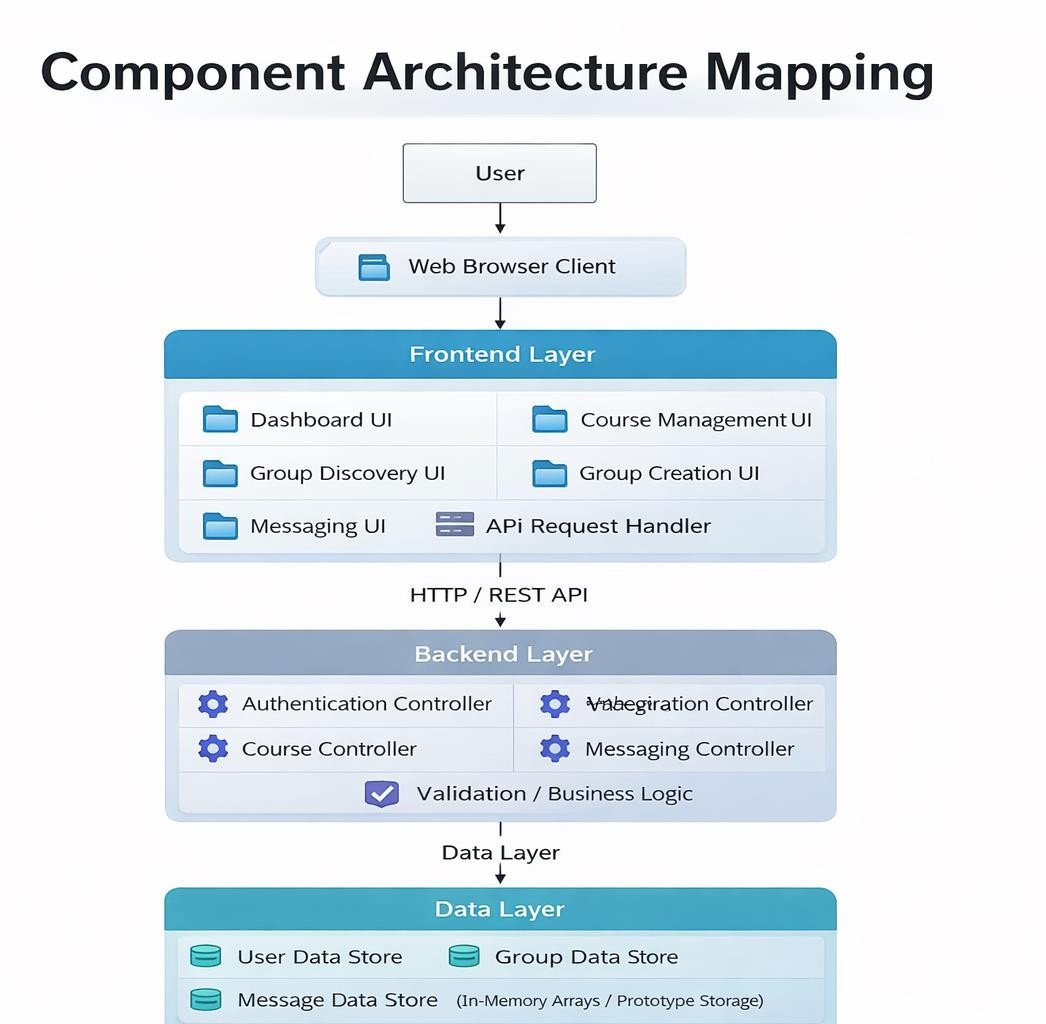 Component Architecture Mapping
User
Web Browser Client
Frontend Layer
Dashboard UI
Course Management UI
Group Discovery UI
Group Creation UI
Messaging UI
APi Request Handler
HTTP / REST API
Backend Layer
Authentication Controller
Controller
Course Controller
Messaging Controller
Validation / Business Logic
Data Layer
Data Layer
User Data Store
Group Data Store
Message Data Store (In-Memory Arrays / Prototype Storage)